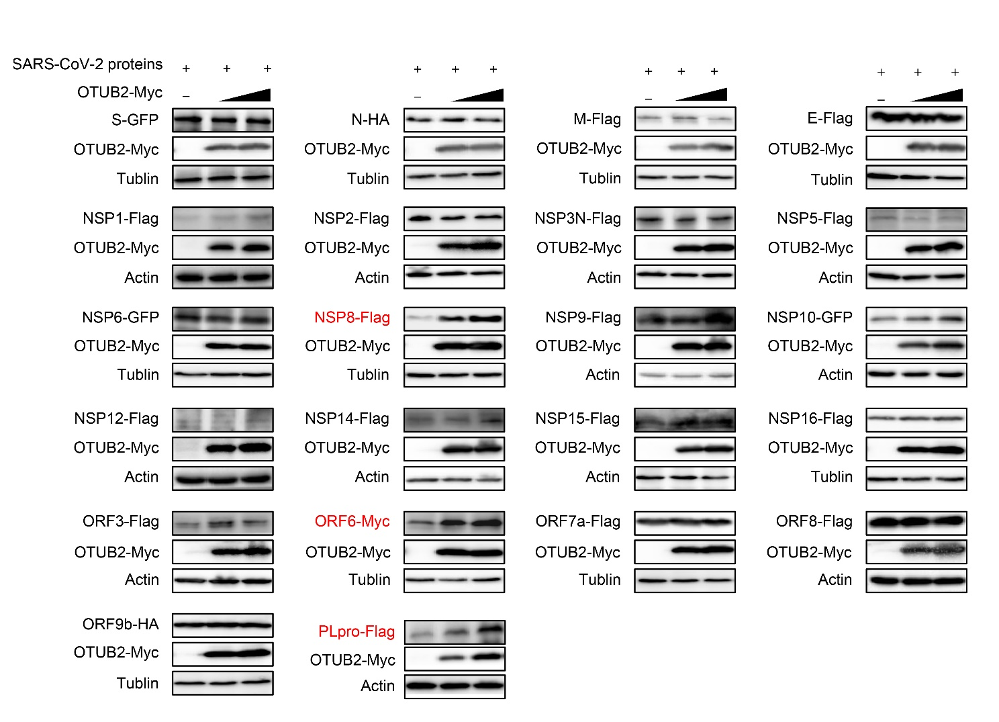 SARS-CoV-2 proteins + + + + + + + + + + + +
OTUB2-Myc – – – –
S-GFP N-HA M-Flag E-Flag
OTUB2-Myc OTUB2-Myc OTUB2-Myc OTUB2-Myc
Tublin Tublin Tublin Tublin
NSP1-Flag NSP2-Flag NSP3N-Flag NSP5-Flag
OTUB2-Myc OTUB2-Myc OTUB2-Myc OTUB2-Myc
Actin Actin Actin Actin
NSP6-GFP NSP8-Flag NSP9-Flag NSP10-GFP
OTUB2-Myc OTUB2-Myc OTUB2-Myc OTUB2-Myc
Tublin Tublin Actin Actin
NSP12-Flag NSP14-Flag NSP15-Flag NSP16-Flag
OTUB2-Myc OTUB2-Myc OTUB2-Myc OTUB2-Myc
Actin Actin Actin Tublin
ORF3-Flag ORF6-Myc ORF7a-Flag ORF8-Flag
OTUB2-Myc OTUB2-Myc OTUB2-Myc OTUB2-Myc
Actin Tublin Tublin Actin
ORF9b-HA PLpro-Flag
OTUB2-Myc OTUB2-Myc
Tublin Actin